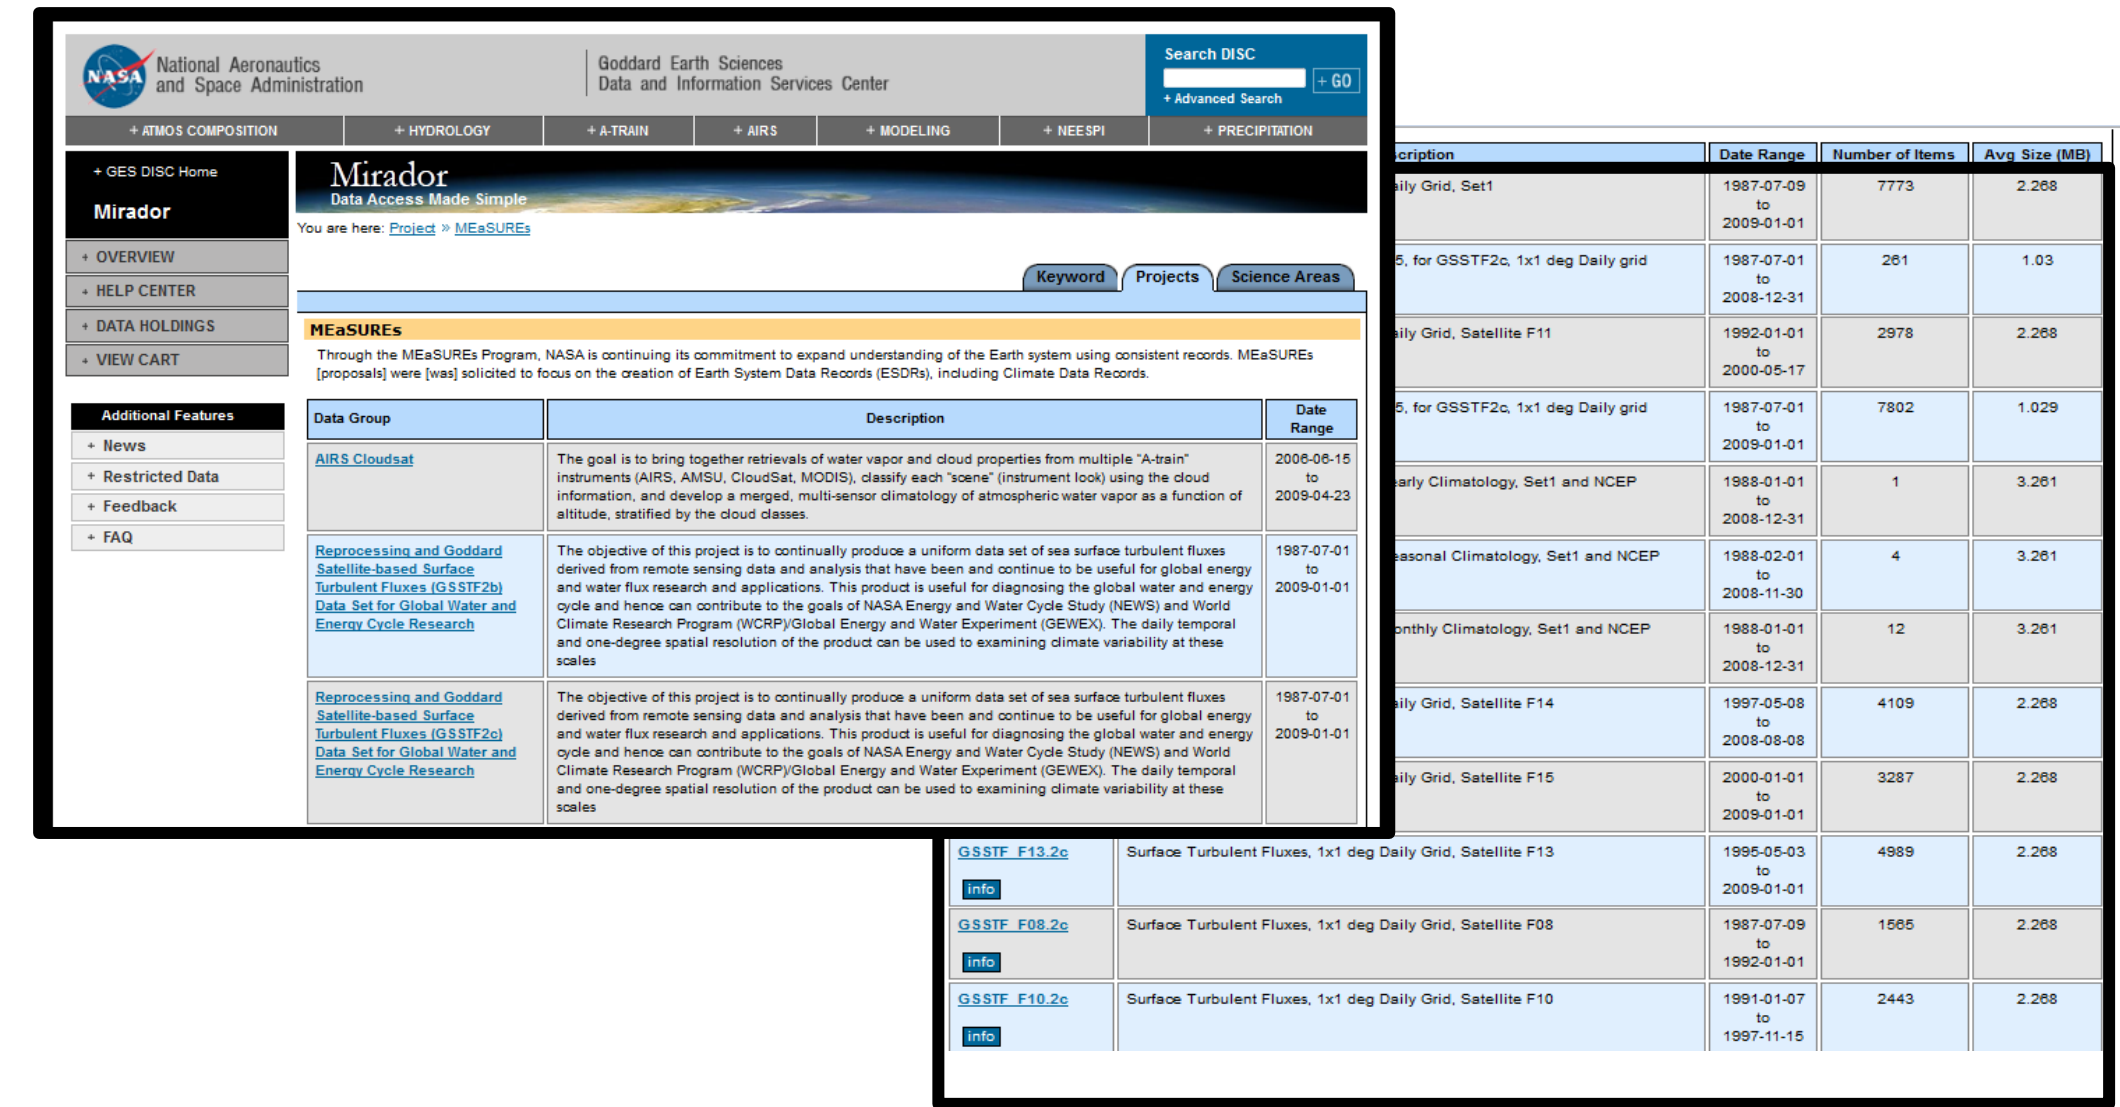 National Aeronautics
and Space Administration
NASA
Goddard Earth Sciences
Data and Information Services Center
Search DISC
+ GO
+ Advanced Search
+ ATMOS COMPOSITION + HYDROLOGY + A-TRAIN + AIRS + MODELING + NEESPI + PRECIPITATION
+ GES DISC Home
Mirador
+ OVERVIEW
+ HELP CENTER
+ DATA HOLDINGS
+ VIEW CART
Additional Features
+ News
+ Restricted Data
+ Feedback
+ FAQ
Mirador
Data Access Made Simple
You are here: Project » MEaSUREs
Keyword Projects Science Areas
MEaSUREs
Through the MEaSUREs Program, NASA is continuing its commitment to expand understanding of the Earth system using consistent records. MEaSUREs
[proposals] were [was] solicited to focus on the creation of Earth System Data Records (ESDRs), including Climate Data Records.
Data Group Description Date
Range
AIRS Cloudsat
The goal is to bring together retrievals of water vapor and cloud properties from multiple "A-train"
instruments (AIRS, AMSU, CloudSat, MODIS), classify each "scene" (instrument look) using the cloud
information, and develop a merged, multi-sensor climatology of atmospheric water vapor as a function of
altitude, stratified by the cloud classes.
2006-06-15
to
2009-04-23
Reprocessing and Goddard
Satellite-based Surface
Turbulent Fluxes (GSSTF2b)
Data Set for Global Water and
Energy Cycle Research
The objective of this project is to continually produce a uniform data set of sea surface turbulent fluxes
derived from remote sensing data and analysis that have been and continue to be useful for global energy
and water flux research and applications. This product is useful for diagnosing the global water and energy
cycle and hence can contribute to the goals of NASA Energy and Water Cycle Study (NEWS) and World
Climate Research Program (WCRP)/Global Energy and Water Experiment (GEWEX). The daily temporal
and one-degree spatial resolution of the product can be used to examining climate variability at these
scales
1987-07-01
to
2009-01-01
Reprocessing and Goddard
Satellite-based Surface
Turbulent Fluxes (GSSTF2c)
Data Set for Global Water and
Energy Cycle Research
The objective of this project is to continually produce a uniform data set of sea surface turbulent fluxes
derived from remote sensing data and analysis that have been and continue to be useful for global energy
and water flux research and applications. This product is useful for diagnosing the global water and energy
cycle and hence can contribute to the goals of NASA Energy and Water Cycle Study (NEWS) and World
Climate Research Program (WCRP)/Global Energy and Water Experiment (GEWEX). The daily temporal
and one-degree spatial resolution of the product can be used to examining climate variability at these
scales
1987-07-01
to
2009-01-01
cription Date Range Number of Items Avg Size (MB)
aily Grid, Set1 1987-07-09 7773 2.268
to
2009-01-01
5, for GSSTF2c, 1x1 deg Daily grid 1987-07-01 261 1.03
to
2008-12-31
aily Grid, Satellite F11 1992-01-01 2978 2.268
to
2000-05-17
5, for GSSTF2c, 1x1 deg Daily grid 1987-07-01 7802 1.029
to
2009-01-01
early Climatology, Set1 and NCEP 1988-01-01 1 3.261
to
2008-12-31
easonal Climatology, Set1 and NCEP 1988-02-01 4 3.261
to
2008-11-30
onthly Climatology, Set1 and NCEP 1988-01-01 12 3.261
to
2008-12-31
aily Grid, Satellite F14 1997-05-08 4109 2.268
to
2008-08-08
aily Grid, Satellite F15 2000-01-01 3287 2.268
to
2009-01-01
GSSTF_F13.2c Surface Turbulent Fluxes, 1x1 deg Daily Grid, Satellite F13 1995-05-03 4989 2.268
to
info 2009-01-01
GSSTF_F08.2c Surface Turbulent Fluxes, 1x1 deg Daily Grid, Satellite F08 1987-07-09 1565 2.268
to
info 1992-01-01
GSSTF_F10.2c Surface Turbulent Fluxes, 1x1 deg Daily Grid, Satellite F10 1991-01-07 2443 2.268
to
info 1997-11-15